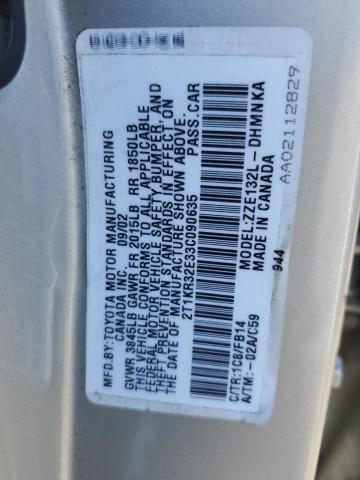 MFD.BY:TOYOTA MOTOR MANUFACTURING
CANADA INC. 09/02
GVWR 3845LB GAWR FR 2015LB RR 1850LB
THIS VEHICLE CONFORMS TO ALL APPLICABLE
FEDERAL MOTOR VEHICLE SAFETY, BUMPER, AND
THEFT PREVENTION STANDARDS IN EFFECT ON
THE DATE OF MANUFACTURE SHOWN ABOVE.
2T1KR32E33C090635 PASS.CAR
C/TR:1C8/FB14 MODEL:ZZE132L-DHMNKA
A/TM:-02A/C59 MADE IN CANADA
944 AA02112829